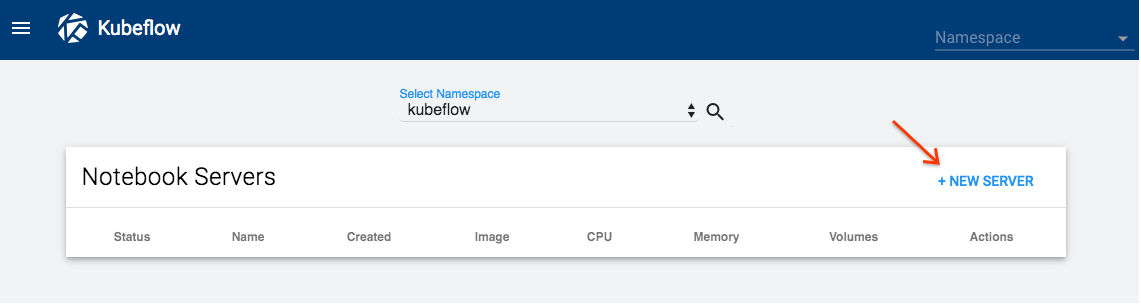 Kubeflow
Namespace
Select Namespace
kubeflow
Notebook Servers
+ NEW SERVER
Status Name Created Image CPU Memory Volumes Actions